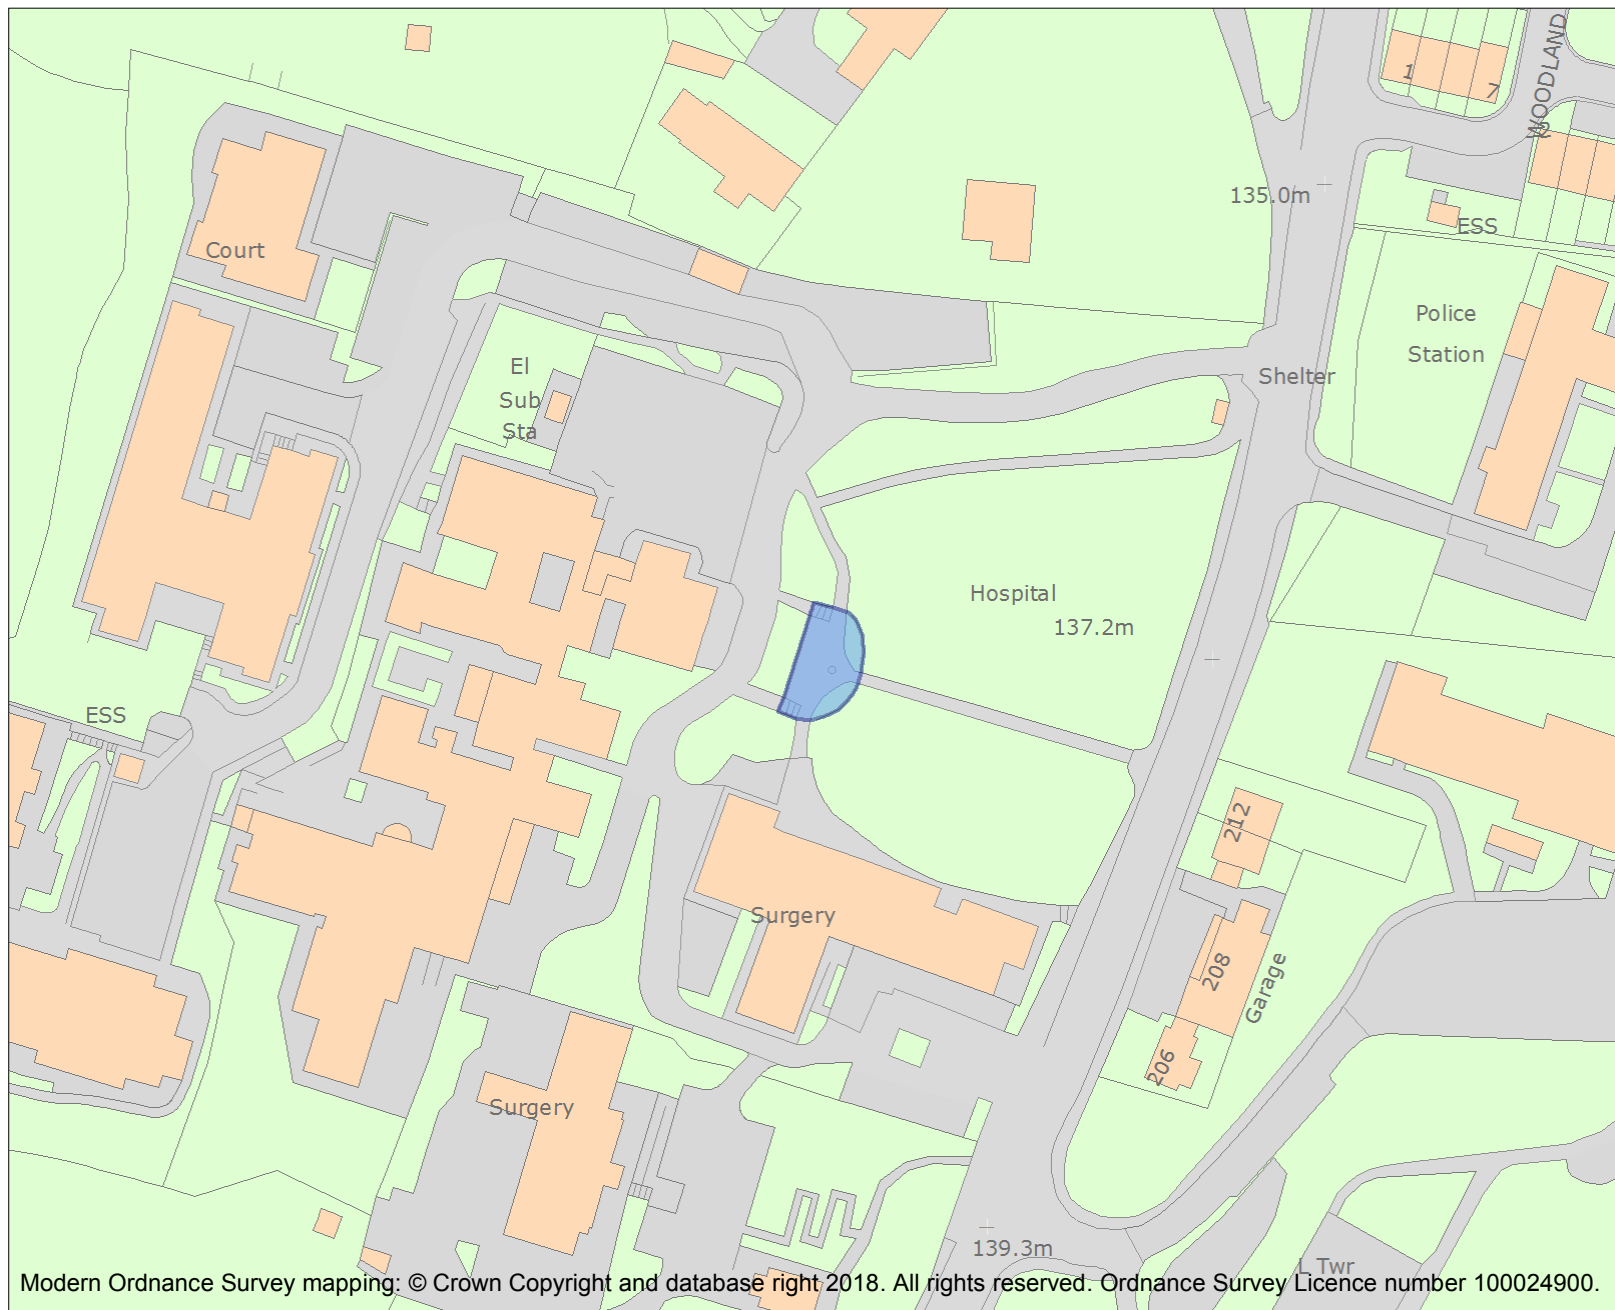 WOODLAND
1
7
2
135.0m
ESS
Court
Police
Station
El
Sub
Sta
Shelter
Hospital
137.2m
ESS
212
Surgery
208
Garage
206
Surgery
139.3m
L Twr
Modern Ordnance Survey mapping: © Crown Copyright and database right 2018. All rights reserved. Ordnance Survey Licence number 100024900.